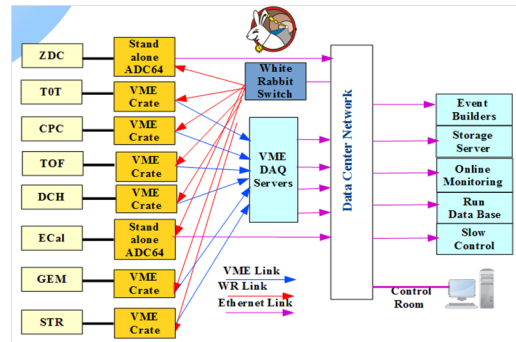 ZDC
Stand
alone
ADC64
T0T
VME
Crate
CPC
VME
Crate
TOF
VME
Crate
DCH
VME
Crate
ECal
Stand
alone
ADC64
GEM
VME
Crate
STR
VME
Crate
White
Rabbit
Switch
VME
DAQ
Servers
Data Center Network
Event
Builders
Storage
Server
Online
Monitoring
Run
Data Base
Slow
Control
VME Link
WR Link
Ethernet Link
Control
Room